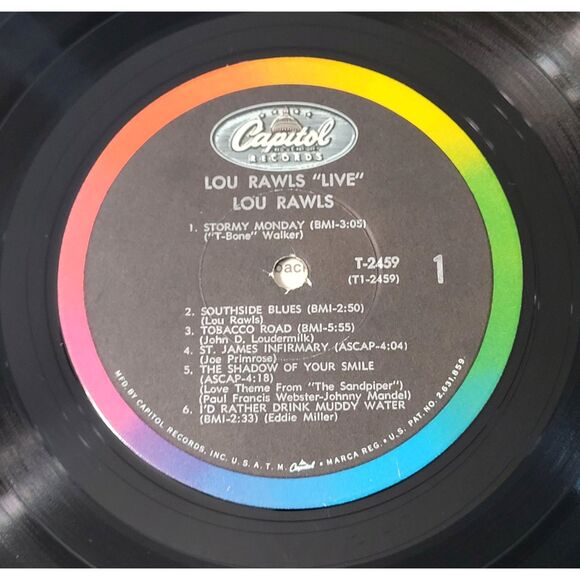 Capitol
RECORDS
LOU RAWLS "LIVE"
LOU RAWLS
1. STORMY MONDAY (BMI-3:05)
("T-Bone" Walker)
T-2459
(T1-2459)
1
2. SOUTHSIDE BLUES (BMI-2:50)
(Lou Rawls)
3. TOBACCO ROAD (BMI-5:55)
(John D. Loudermilk)
4. ST. JAMES INFIRMARY (ASCAP-4:04)
(Joe Primrose)
5. THE SHADOW OF YOUR SMILE
(ASCAP-4:18)
(Love Theme From "The Sandpiper")
(Paul Francis Webster-Johnny Mandel)
6. I'D RATHER DRINK MUDDY WATER
(BMI-2:33) (Eddie Miller)
MFD. BY CAPITOL RECORDS, INC. U.S.A. T.M. Capitol MARCA REG. • U.S. PAT. NO. 2,631,859